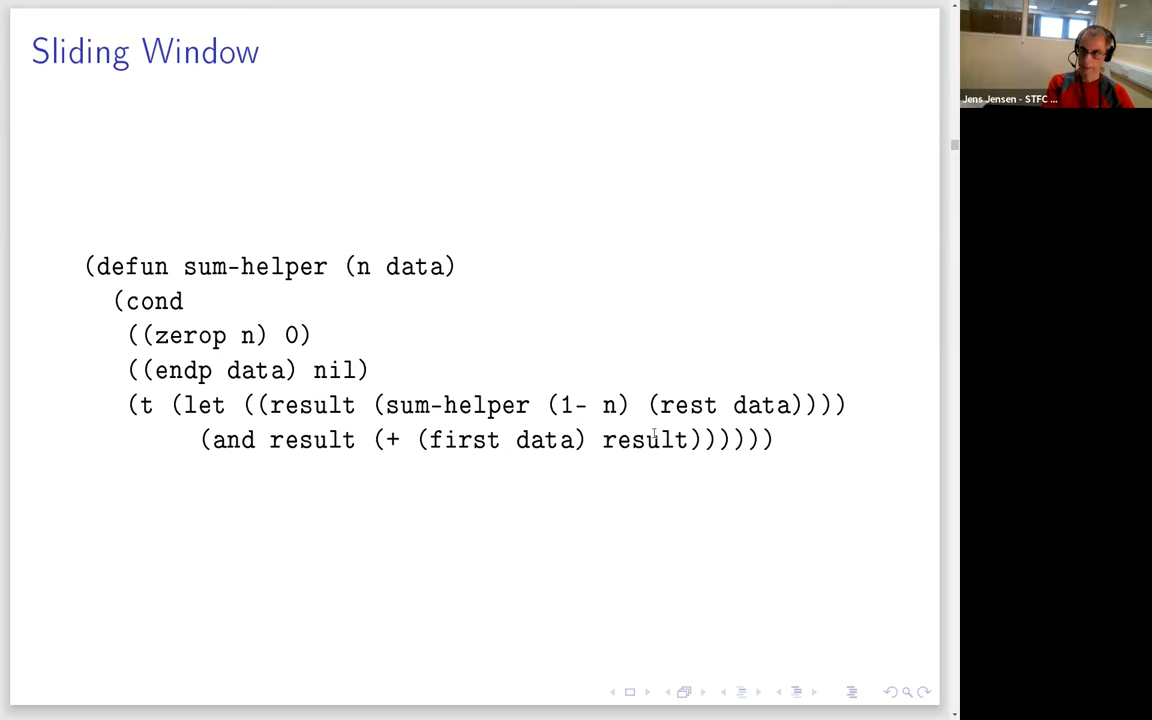 Sliding Window
(defun sum-helper (n data)
(cond
((zerop n) 0)
((endp data) nil)
(t (let ((result (sum-helper (1- n) (rest data))))
(and result (+ (first data) result))))))
Jens Jensen - STFC ...